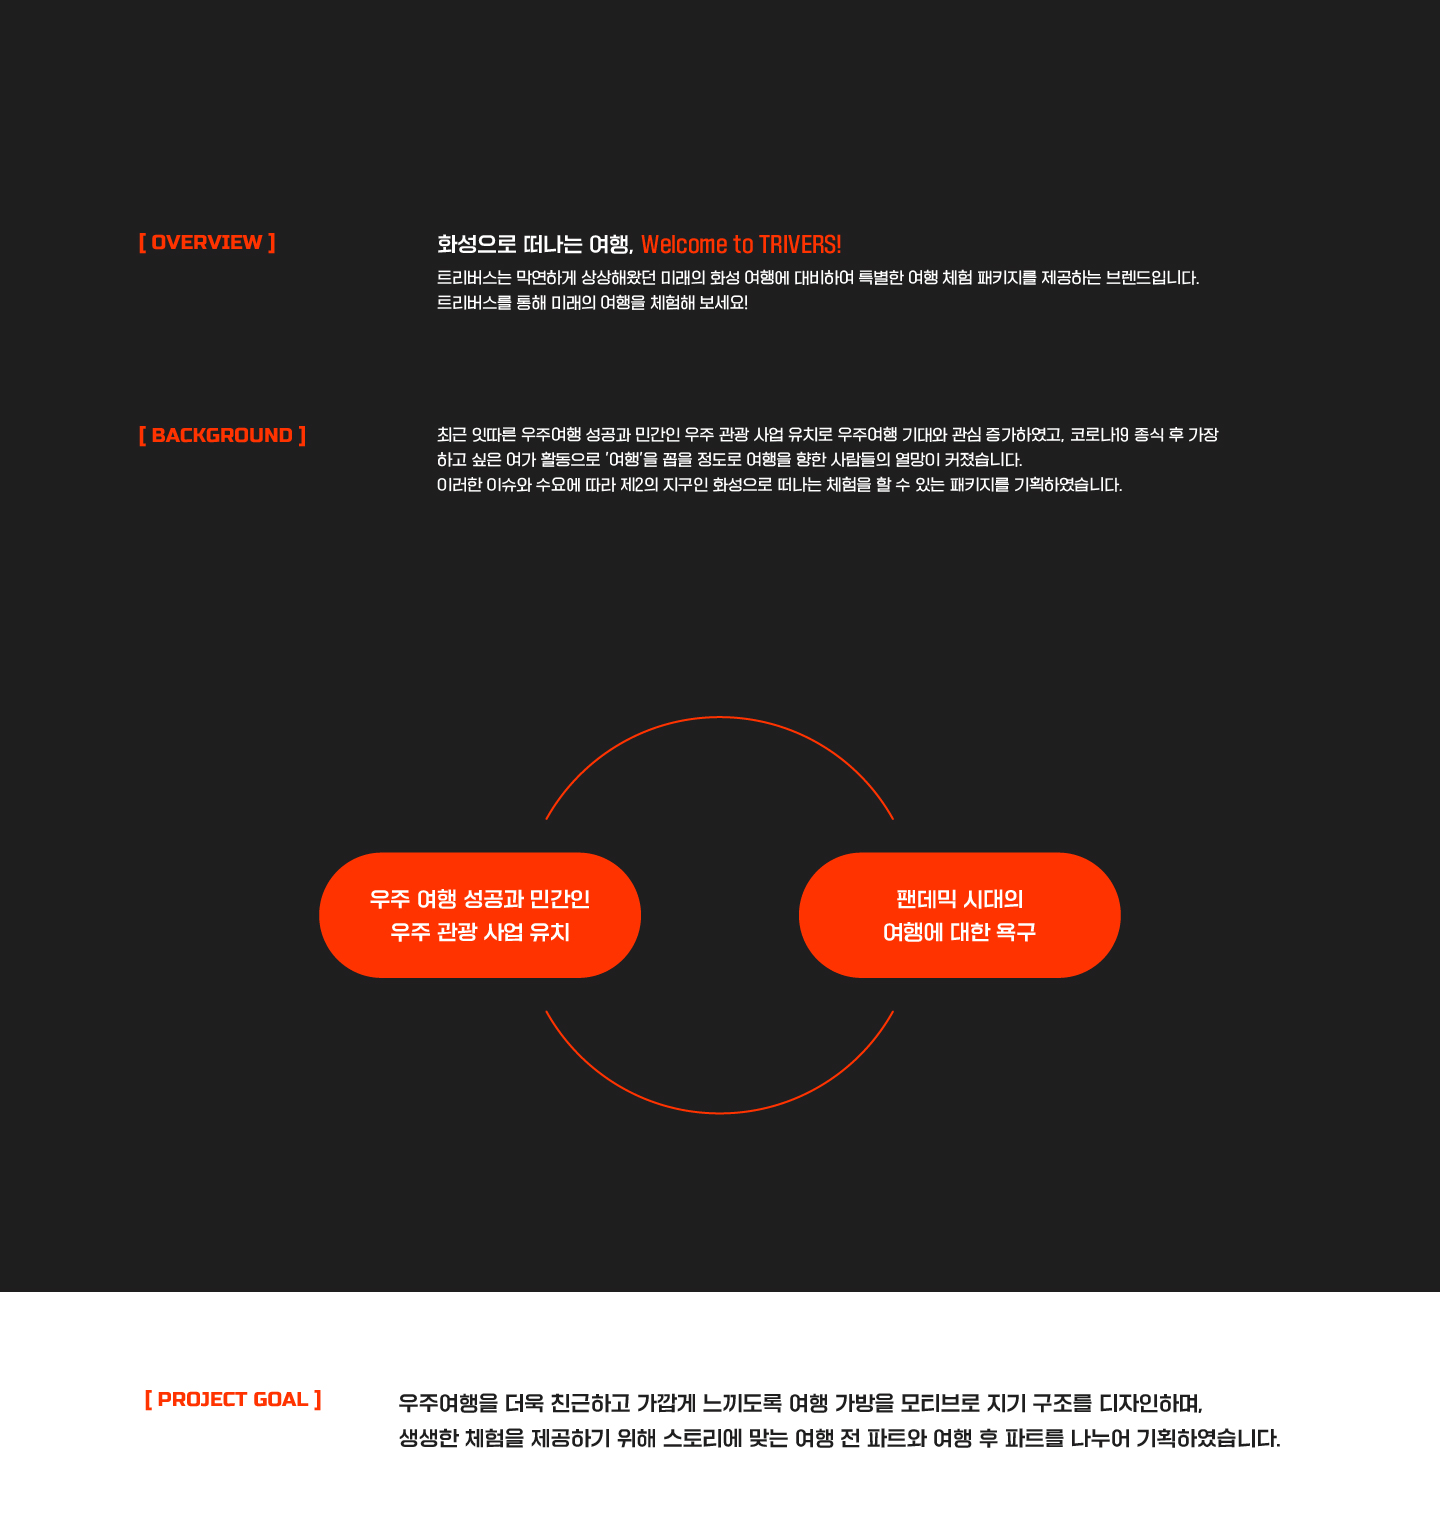 [ OVERVIEW ]
화성으로 떠나는 여행, Welcome to TRIVERS!
트리버스는 막연하게 상상해왔던 미래의 화성 여행에 대비하여 특별한 여행 체험 패키지를 제공하는 브렌드입니다.
트리버스를 통해 미래의 여행을 체험해 보세요!
[ BACKGROUND ]
최근 잇따른 우주여행 성공과 민간인 우주 관광 사업 유치로 우주여행 기대와 관심 증가하였고, 코로나19 종식 후 가장
하고 싶은 여가 활동으로 '여행'을 꼽을 정도로 여행을 향한 사람들의 열망이 커졌습니다.
이러한 이슈와 수요에 따라 제2의 지구인 화성으로 떠나는 체험을 할 수 있는 패키지를 기획하였습니다.
우주 여행 성공과 민간인
우주 관광 사업 유치
팬데믹 시대의
여행에 대한 욕구
[ PROJECT GOAL ]
우주여행을 더욱 친근하고 가깝게 느끼도록 여행 가방을 모티브로 지기 구조를 디자인하며,
생생한 체험을 제공하기 위해 스토리에 맞는 여행 전 파트와 여행 후 파트를 나누어 기획하였습니다.